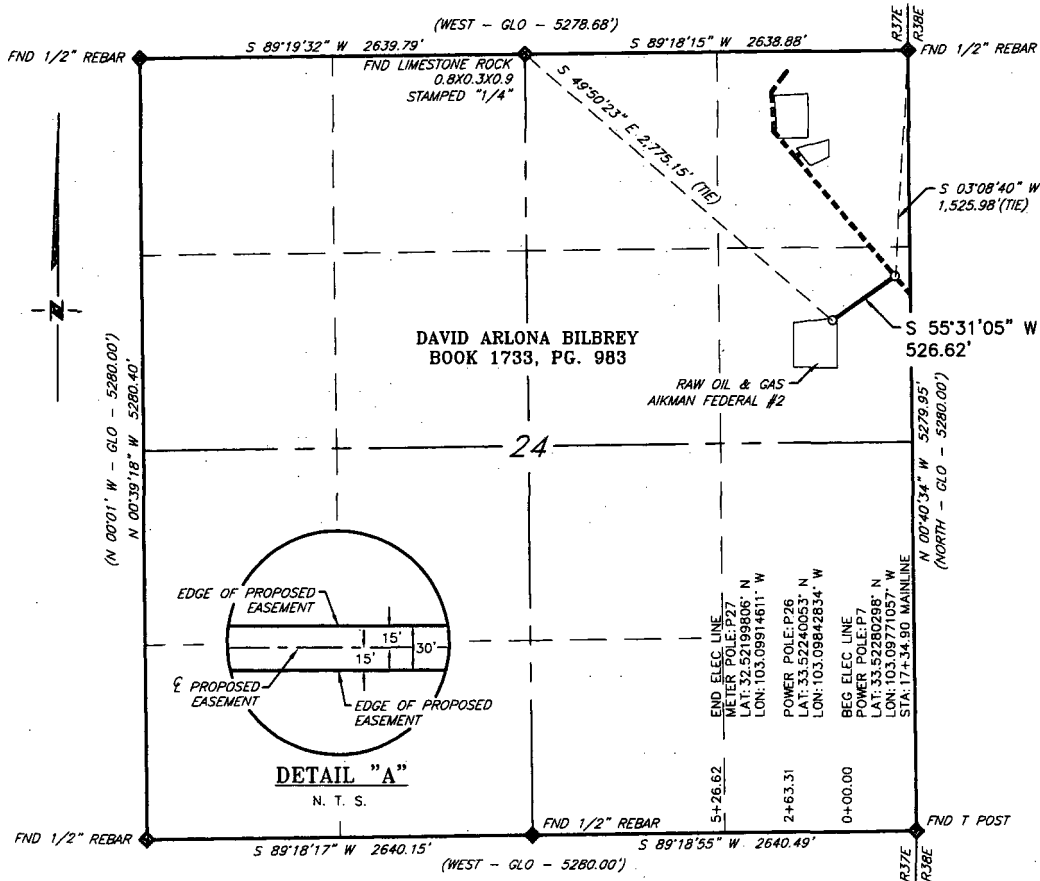 (WEST - GLO - 5278.68')
R37E
R38E
S 89°19'32" W 2639.79'
S 89°18'15" W 2638.88'
FND 1/2" REBAR
FND LIMESTONE ROCK
0.8X0.3X0.9
STAMPED "1/4"
FND 1/2" REBAR
S 49°50'23" E 2,775.15' (TIE)
S 03°08'40" W
1,525.98'(TIE)
N
DAVID ARLONA BILBREY
BOOK 1733, PG. 983
S 55°31'05" W
526.62'
RAW OIL & GAS
AIKMAN FEDERAL #2
(N 00°01' W - GLO - 5280.00')
N 00°39'18" W 5280.40'
24
N 00°40'34" W 5279.95'
(NORTH - GLO - 5280.00')
EDGE OF PROPOSED
EASEMENT
15'
15'
30'
℄ PROPOSED
EASEMENT
EDGE OF PROPOSED
EASEMENT
DETAIL "A"
N. T. S.
5+26.62 END ELEC LINE
METER POLE:P27
LAT: 32.52199806° N
LON: 103.09914611° W
2+63.31 POWER POLE:P26
LAT: 33.52240053° N
LON: 103.09842834° W
0+00.00 BEG ELEC LINE
POWER POLE:P7
LAT: 33.52280298° N
LON: 103.09771057° W
STA: 17+34.90 MAINLINE
FND 1/2" REBAR
FND 1/2" REBAR
FND T POST
S 89°18'17" W 2640.15'
S 89°18'55" W 2640.49'
(WEST - GLO - 5280.00')
R37E
R38E